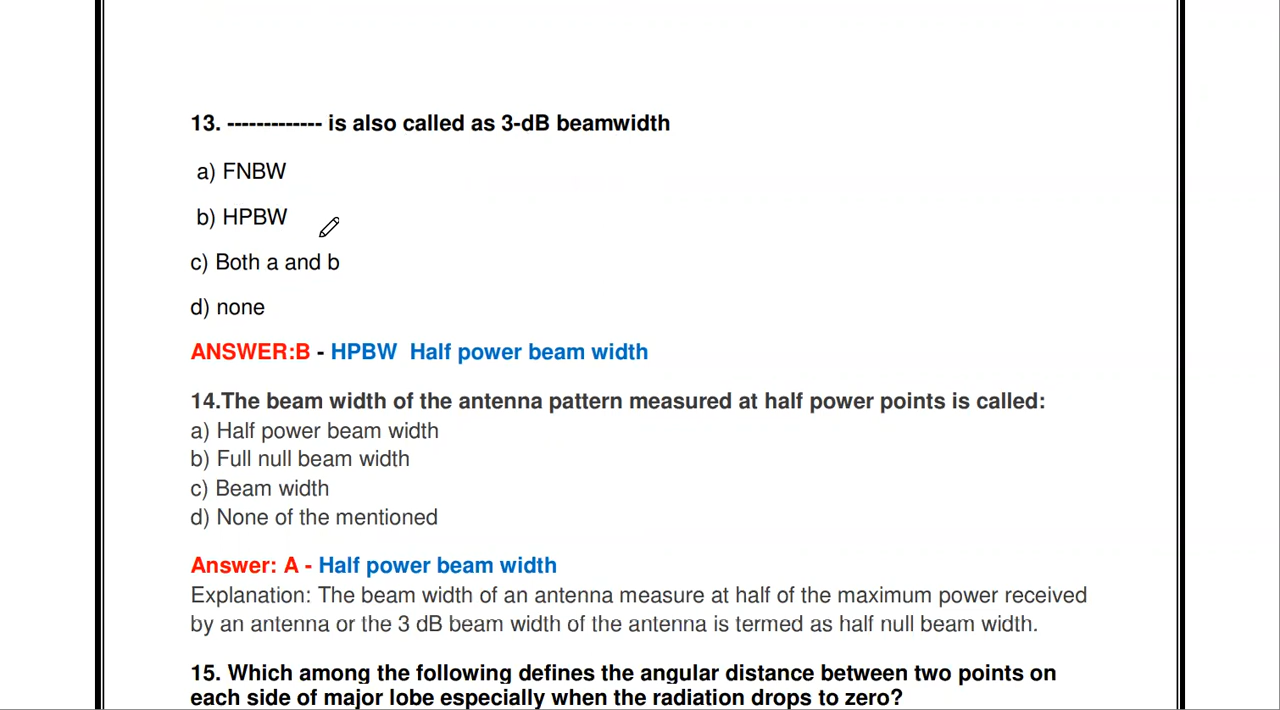 13. ------------- is also called as 3-dB beamwidth
a) FNBW
b) HPBW
c) Both a and b
d) none
ANSWER:B - HPBW  Half power beam width
14.The beam width of the antenna pattern measured at half power points is called:
a) Half power beam width
b) Full null beam width
c) Beam width
d) None of the mentioned
Answer: A - Half power beam width
Explanation: The beam width of an antenna measure at half of the maximum power received
by an antenna or the 3 dB beam width of the antenna is termed as half null beam width.
15. Which among the following defines the angular distance between two points on
each side of major lobe especially when the radiation drops to zero?